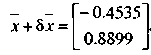 x̄ + δx̄ = [ −0.4535
0.8899 ].